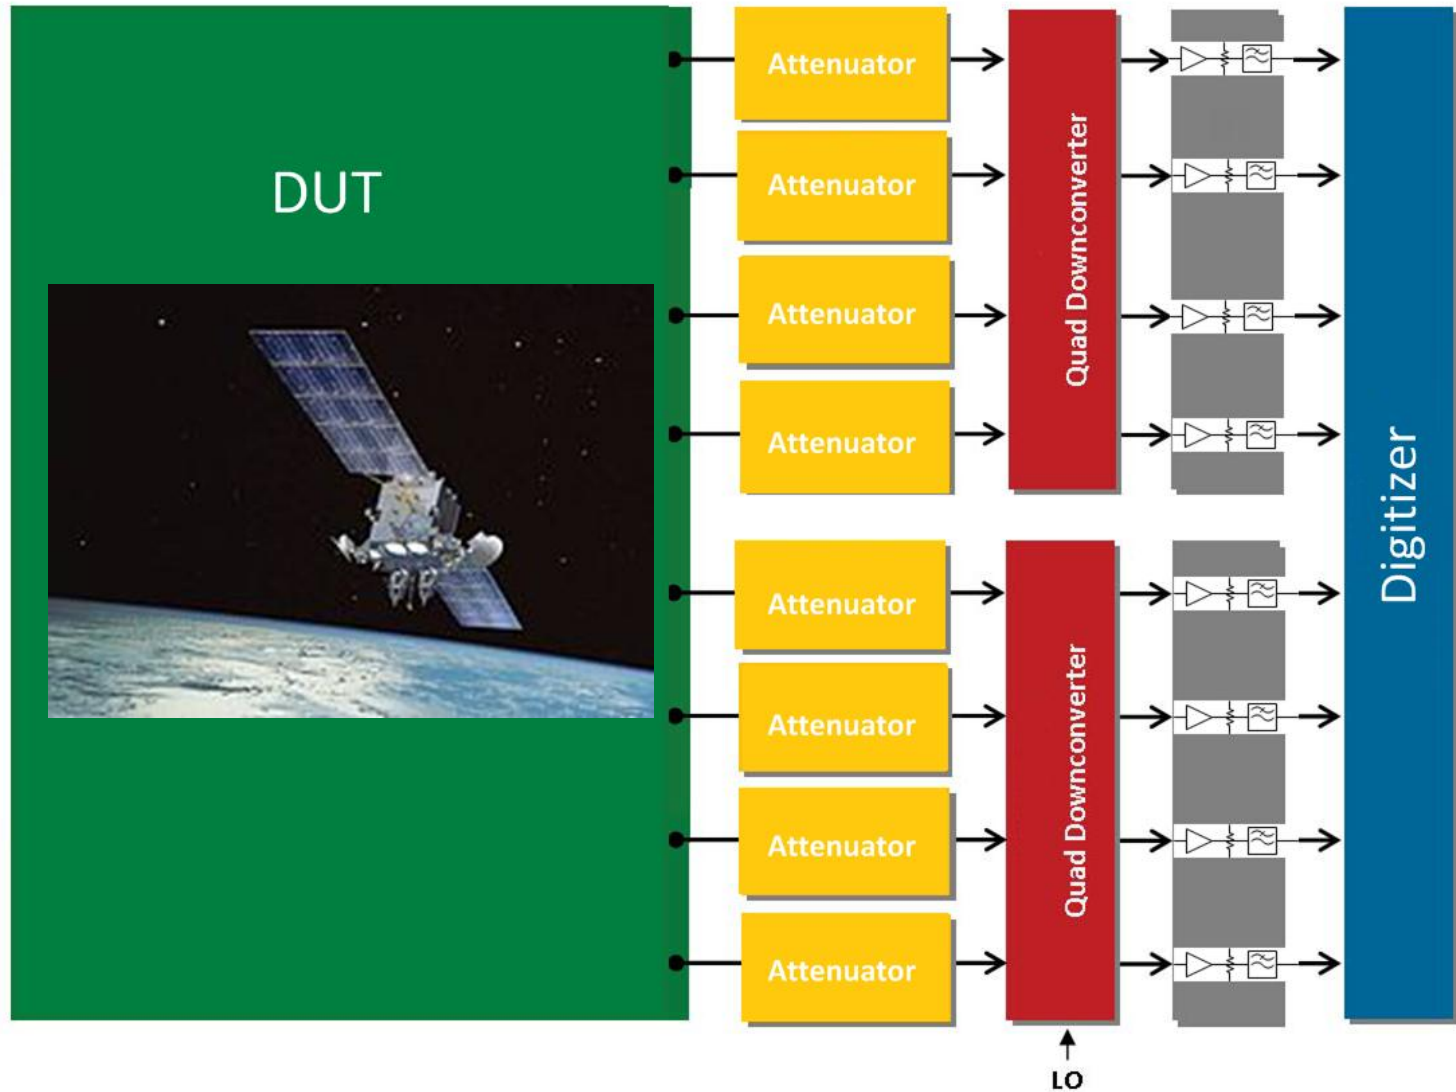 DUT
Attenuator
Attenuator
Attenuator
Attenuator
Quad Downconverter
Attenuator
Attenuator
Attenuator
Attenuator
Quad Downconverter
Digitizer
LO